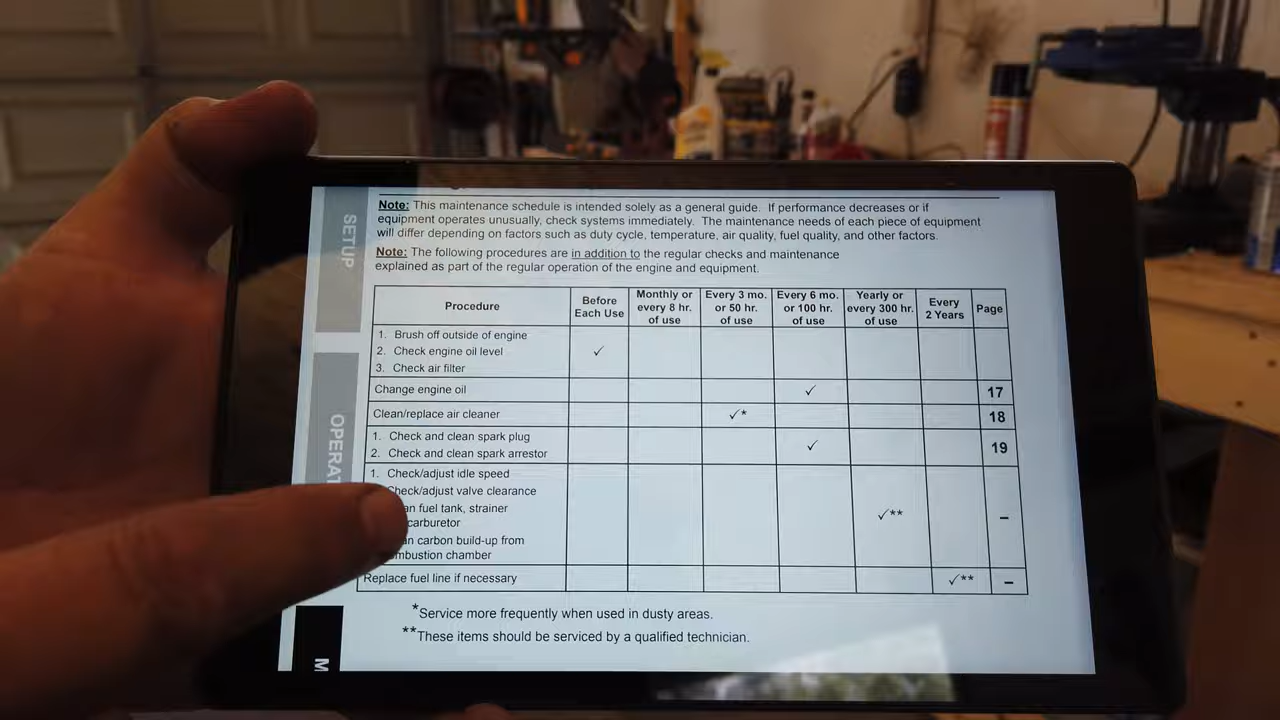 SETUP
OPERAT
M
Note: This maintenance schedule is intended solely as a general guide. If performance decreases or if
equipment operates unusually, check systems immediately. The maintenance needs of each piece of equipment
will differ depending on factors such as duty cycle, temperature, air quality, fuel quality, and other factors.
Note: The following procedures are in addition to the regular checks and maintenance
explained as part of the regular operation of the engine and equipment.
Procedure
Before
Each Use
Monthly or
every 8 hr.
of use
Every 3 mo.
or 50 hr.
of use
Every 6 mo.
or 100 hr.
of use
Yearly or
every 300 hr.
of use
Every
2 Years
Page
1. Brush off outside of engine
2. Check engine oil level
3. Check air filter
✓
Change engine oil
✓
17
Clean/replace air cleaner
✓*
18
1. Check and clean spark plug
2. Check and clean spark arrestor
✓
19
1. Check/adjust idle speed
Check/adjust valve clearance
fuel tank, strainer
carburetor
carbon build-up from
chamber
✓**
–
Replace fuel line if necessary
✓**
–
*Service more frequently when used in dusty areas.
**These items should be serviced by a qualified technician.